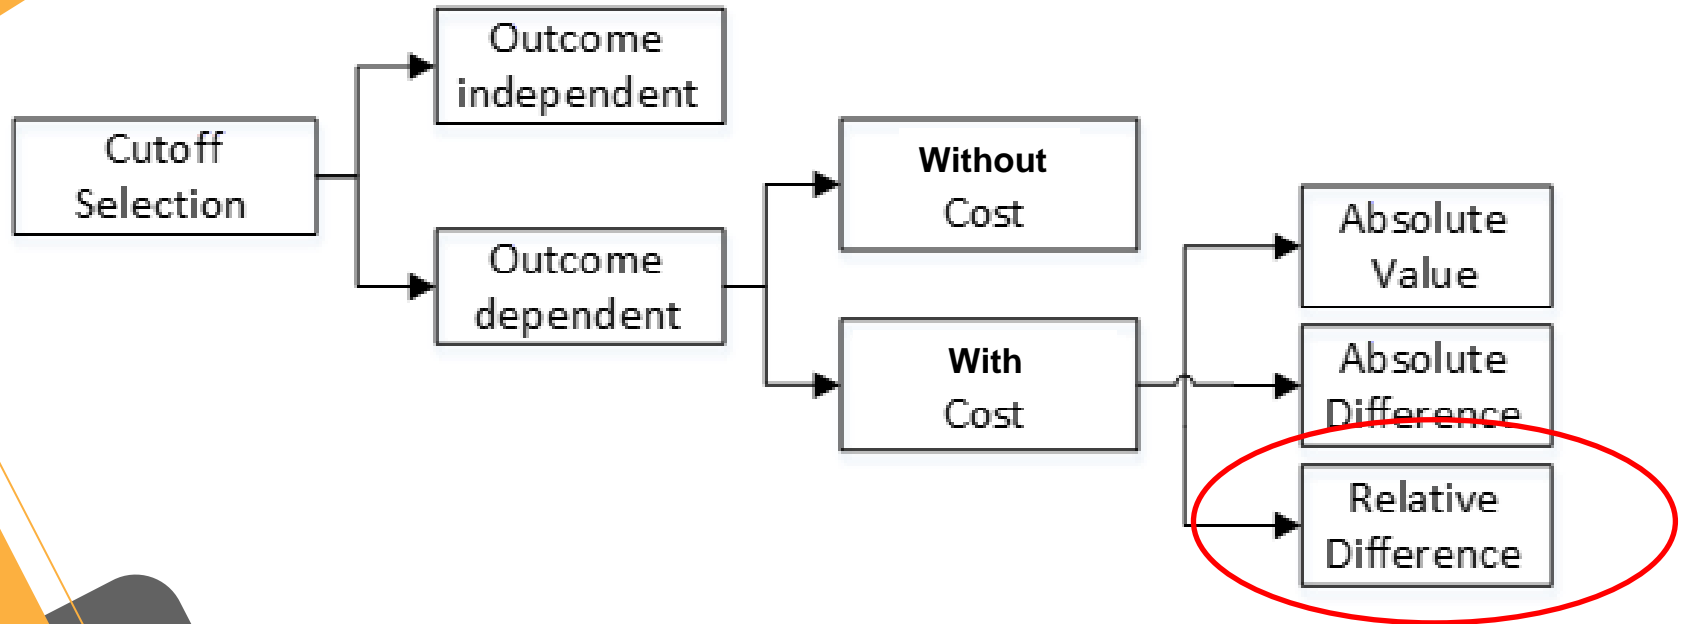 Outcome
independent
Cutoff
Selection
Outcome
dependent
Without
Cost
With
Cost
Absolute
Value
Absolute
Difference
Relative
Difference